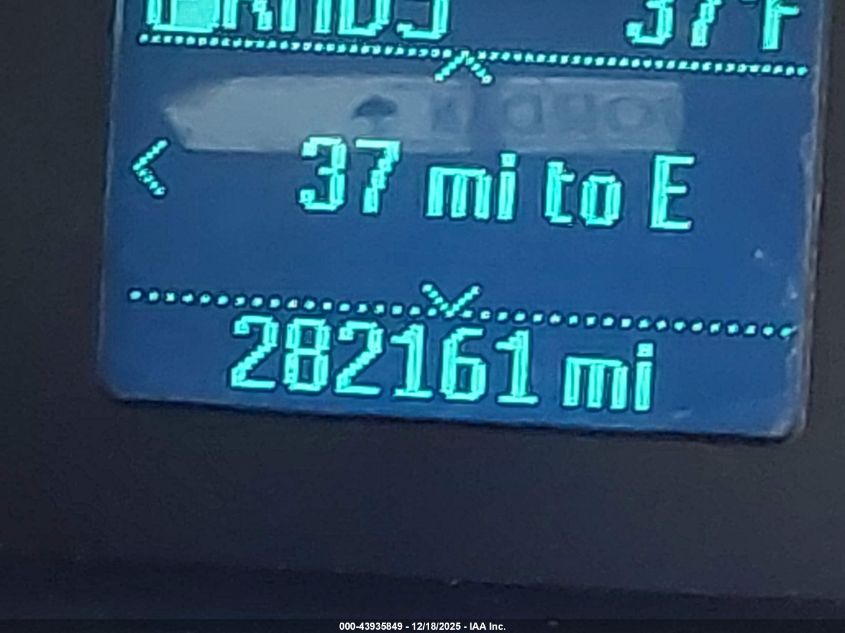 37°F
37 mi to E
282161 mi
000-43935849 - 12/18/2025 - IAA Inc.